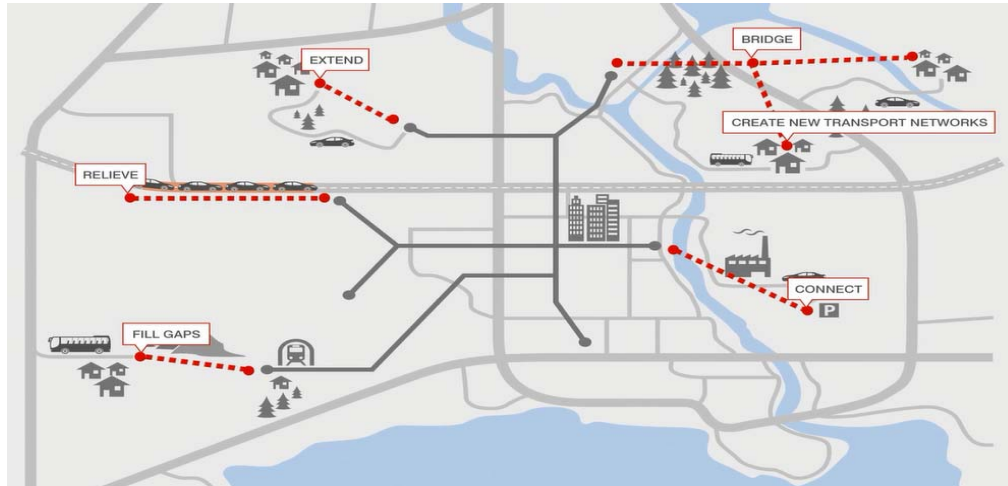 BRIDGE
EXTEND
CREATE NEW TRANSPORT NETWORKS
RELIEVE
CONNECT
P
FILL GAPS